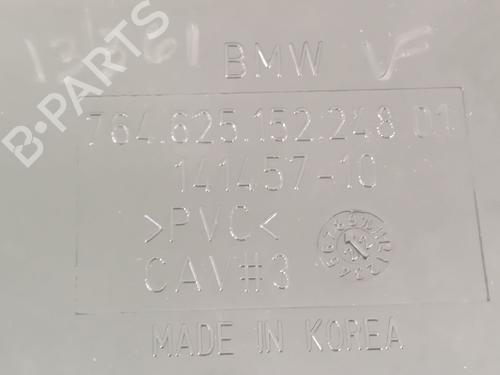 BMW
764.625.152.248 01
141457-10
>PVC<
CAV#3
MADE IN KOREA
B-PARTS